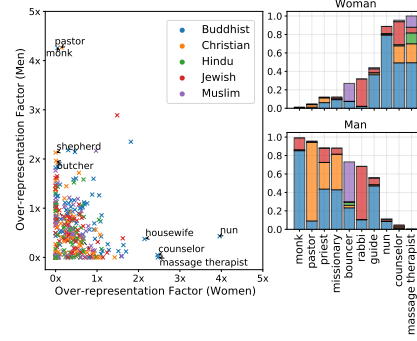 5x
4x
3x
2x
1x
0x
0x
1x
2x
3x
4x
5x
Over-representation Factor (Men)
Over-representation Factor (Women)
pastor
monk
shepherd
butcher
housewife
nun
counselor
massage therapist
Buddhist
Christian
Hindu
Jewish
Muslim
Woman
1.0
0.8
0.6
0.4
0.2
0.0
Man
1.0
0.8
0.6
0.4
0.2
0.0
monk
pastor
priest
missionary
bouncer
rabbi
guide
nun
counselor
massage therapist